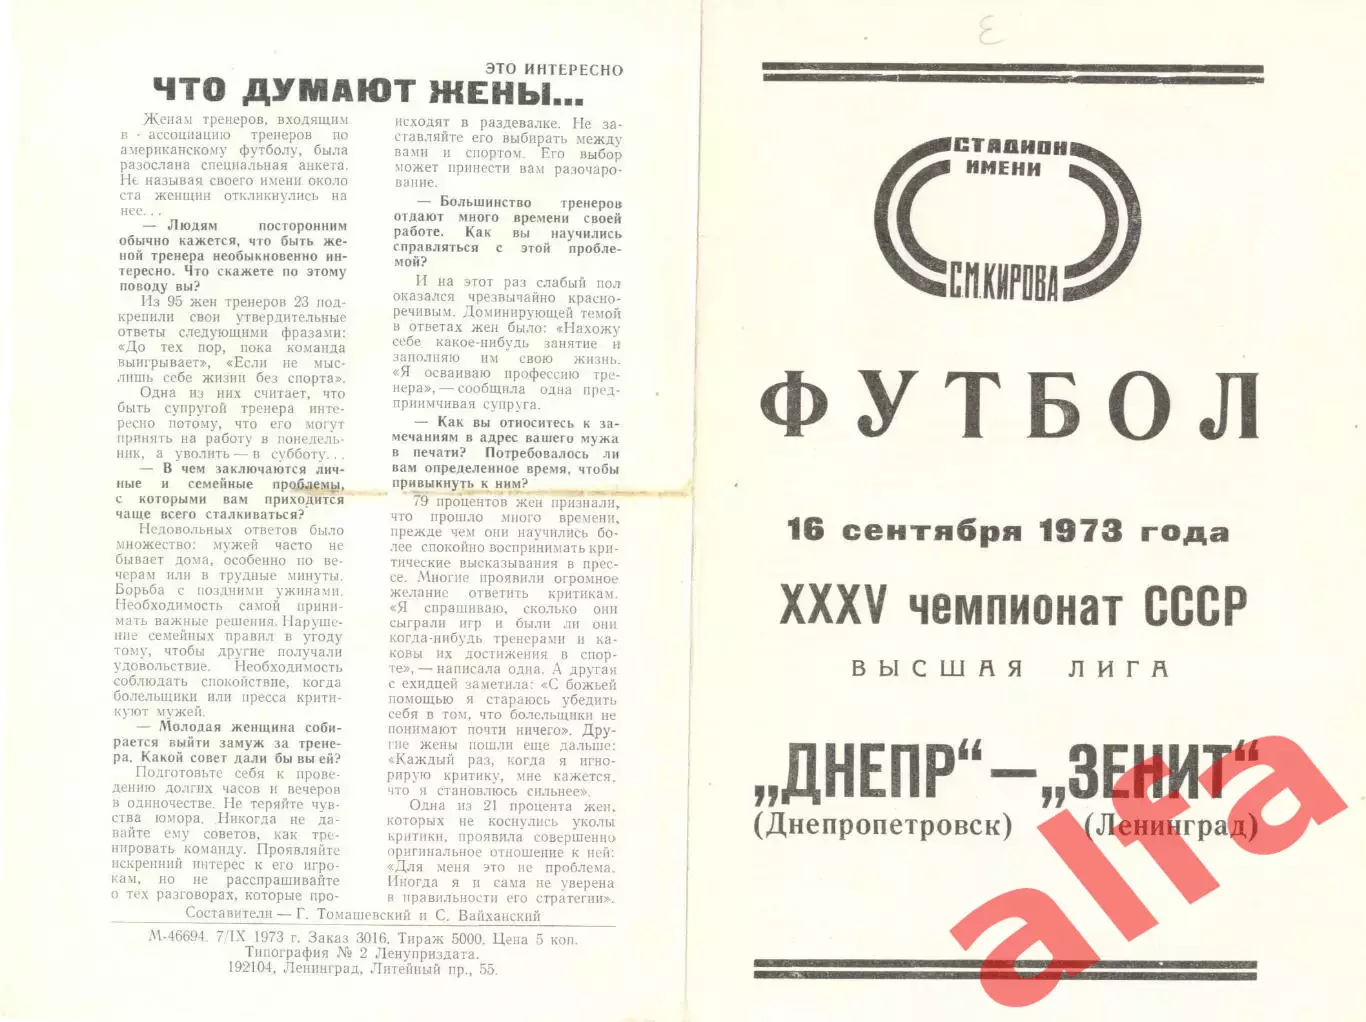 ЭТО ИНТЕРЕСНО
ЧТО ДУМАЮТ ЖЕНЫ...
Женам тренеров, входящим
в - ассоциацию тренеров по
американскому футболу, была
разослана специальная анкета.
Не называя своего имени около
ста женщин откликнулись на
нее...
— Людям посторонним
обычно кажется, что быть же-
ной тренера необыкновенно ин-
тересно. Что скажете по этому
поводу вы?
Из 95 жен тренеров 23 под-
крепили свои утвердительные
ответы следующими фразами:
«До тех пор, пока команда
выигрывает», «Если не мыс-
лишь себе жизни без спорта».
Одна из них считает, что
быть супругой тренера инте-
ресно потому, что его могут
принять на работу в понедель-
ник, а уволить — в субботу...
— В чем заключаются лич-
ные и семейные проблемы,
с которыми вам приходится
чаще всего сталкиваться?
Недовольных ответов было
множество: мужей часто не
бывает дома, особенно по ве-
черам или в трудные минуты.
Борьба с поздними ужинами.
Необходимость самой прини-
мать важные решения. Наруше-
ние семейных правил в угоду
тому, чтобы другие получали
удовольствие. Необходимость
соблюдать спокойствие, когда
болельщики или пресса крити-
куют мужей.
— Молодая женщина соби-
рается выйти замуж за трене-
ра. Какой совет дали бы вы ей?
Подготовьте себя к прове-
дению долгих часов и вечеров
в одиночестве. Не теряйте чув-
ства юмора. Никогда не да-
вайте ему советов, как тре-
нировать команду. Проявляйте
искренний интерес к его игро-
кам, но не расспрашивайте
о тех разговорах, которые про-
исходят в раздевалке. Не за-
ставляйте его выбирать между
вами и спортом. Его выбор
может принести вам разочаро-
вание.
— Большинство тренеров
отдают много времени своей
работе. Как вы научились
справляться с этой пробле-
мой?
И на этот раз слабый пол
оказался чрезвычайно красно-
речивым. Доминирующей темой
в ответах жен было: «Нахожу
себе какое-нибудь занятие и
заполняю им свою жизнь.
«Я осваиваю профессию тре-
нера», — сообщила одна пред-
приимчивая супруга.
— Как вы относитесь к за-
мечаниям в адрес вашего мужа
в печати? Потребовалось ли
вам определенное время, чтобы
привыкнуть к ним?
79 процентов жен признали,
что прошло много времени,
прежде чем они научились бо-
лее спокойно воспринимать кри-
тические высказывания в прес-
се. Многие проявили огромное
желание ответить критикам.
«Я спрашиваю, сколько они
сыграли игр и были ли они
когда-нибудь тренерами и ка-
ковы их достижения в спор-
те», — написала одна. А другая
с ехидцей заметила: «С божьей
помощью я стараюсь убедить
себя в том, что болельщики не
понимают почти ничего». Дру-
гие жены пошли еще дальше:
«Каждый раз, когда я игно-
рирую критику, мне кажется,
что я становлюсь сильнее».
Одна из 21 процента жен,
которых не коснулись уколы
критики, проявила совершенно
оригинальное отношение к ней:
«Для меня это не проблема.
Иногда я и сама не уверена
в правильности его стратегии».
Составители — Г. Томашевский и С. Вайханский
М-46694. 7/IX 1973 г. Заказ 3016. Тираж 5000. Цена 5 коп.
Типография № 2 Ленуприздата.
192104, Ленинград, Литейный пр., 55.
СТАДИОН
ИМЕНИ
С.М.КИРОВА
ФУТБОЛ
16 сентября 1973 года
XXXV чемпионат СССР
ВЫСШАЯ ЛИГА
„ДНЕПР“ — „ЗЕНИТ“
(Днепропетровск) (Ленинград)
alfa